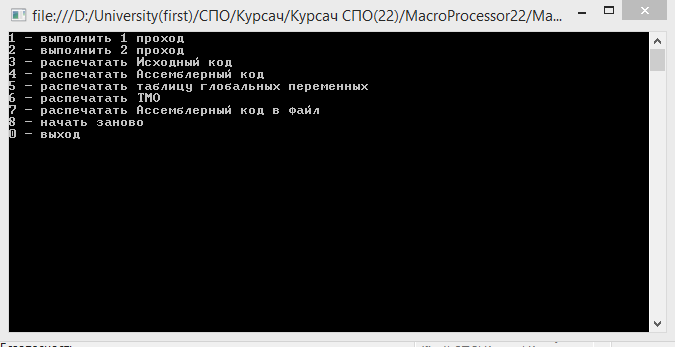 file:///D:/University(first)/СПО/Курсач/Курсач СПО(22)/MacroProcessor22/Ma...
1 - выполнить 1 проход
2 - выполнить 2 проход
3 - распечатать Исходный код
4 - распечатать Ассемблерный код
5 - распечатать таблицу глобальных переменных
6 - распечатать ТМО
7 - распечатать Ассемблерный код в файл
8 - начать заново
0 - выход